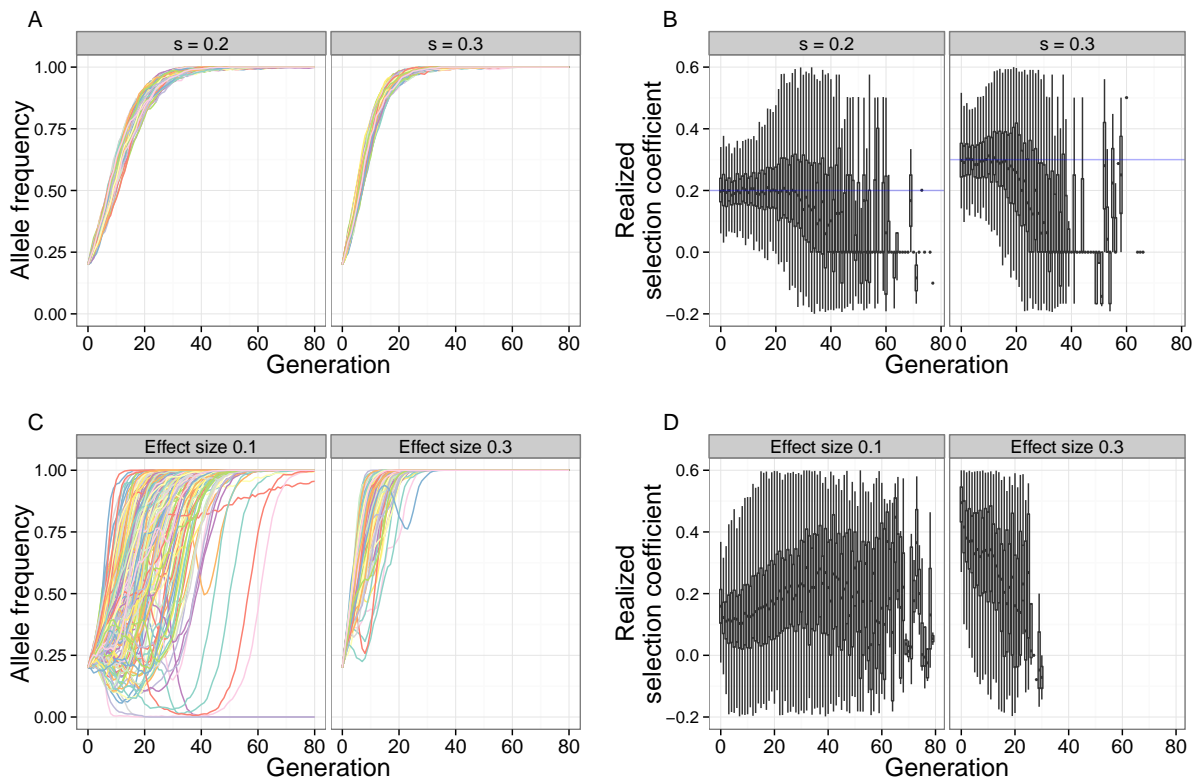 A
s = 0.2
s = 0.3
Allele frequency
1.00
0.75
0.50
0.25
0.00
0 20 40 60 80 0 20 40 60 80
Generation
B
s = 0.2
s = 0.3
Realized
selection coefficient
0.6
0.4
0.2
0.0
−0.2
0 20 40 60 80 0 20 40 60 80
Generation
C
Effect size 0.1
Effect size 0.3
Allele frequency
1.00
0.75
0.50
0.25
0.00
0 20 40 60 80 0 20 40 60 80
Generation
D
Effect size 0.1
Effect size 0.3
Realized
selection coefficient
0.6
0.4
0.2
0.0
−0.2
0 20 40 60 80 0 20 40 60 80
Generation